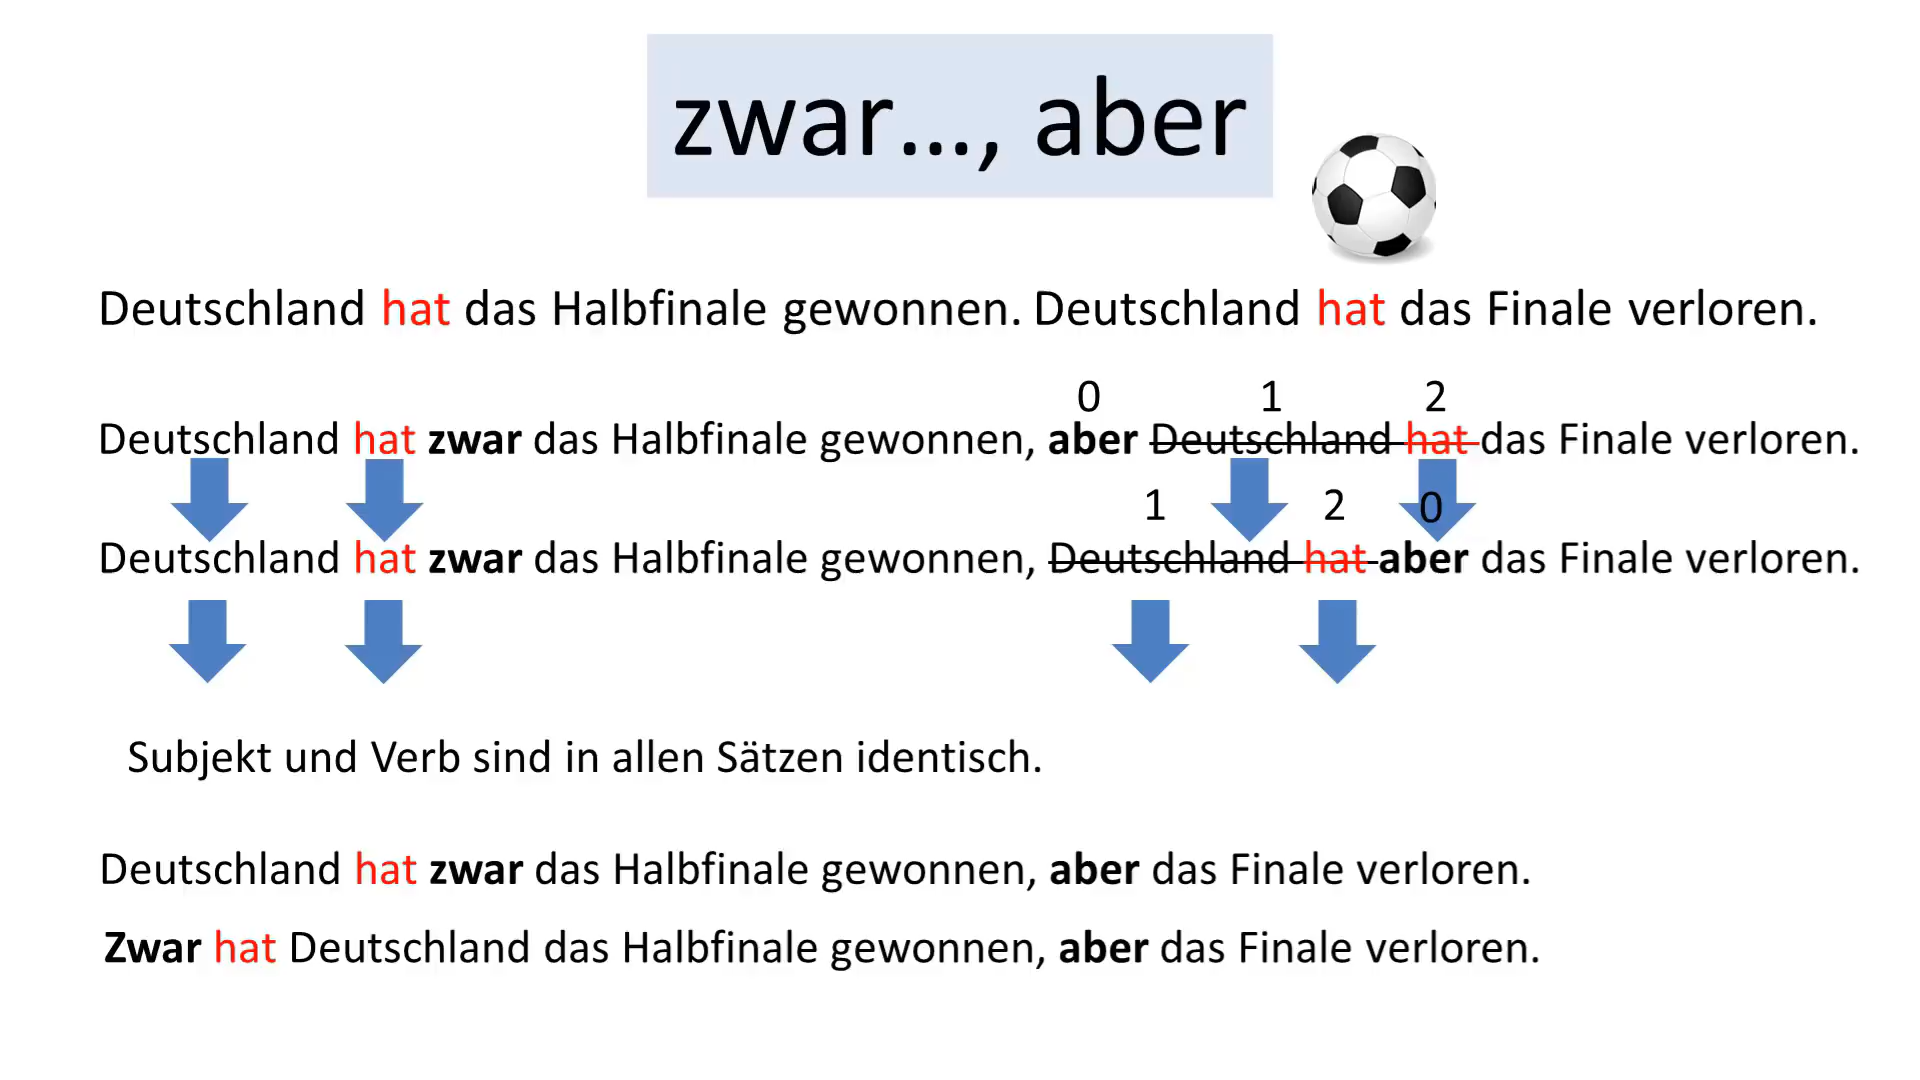 zwar…, aber
Deutschland hat das Halbfinale gewonnen. Deutschland hat das Finale verloren.
0 1 2
Deutschland hat zwar das Halbfinale gewonnen, aber Deutschland hat das Finale verloren.
1 2 0
Deutschland hat zwar das Halbfinale gewonnen, Deutschland hat aber das Finale verloren.
Subjekt und Verb sind in allen Sätzen identisch.
Deutschland hat zwar das Halbfinale gewonnen, aber das Finale verloren.
Zwar hat Deutschland das Halbfinale gewonnen, aber das Finale verloren.